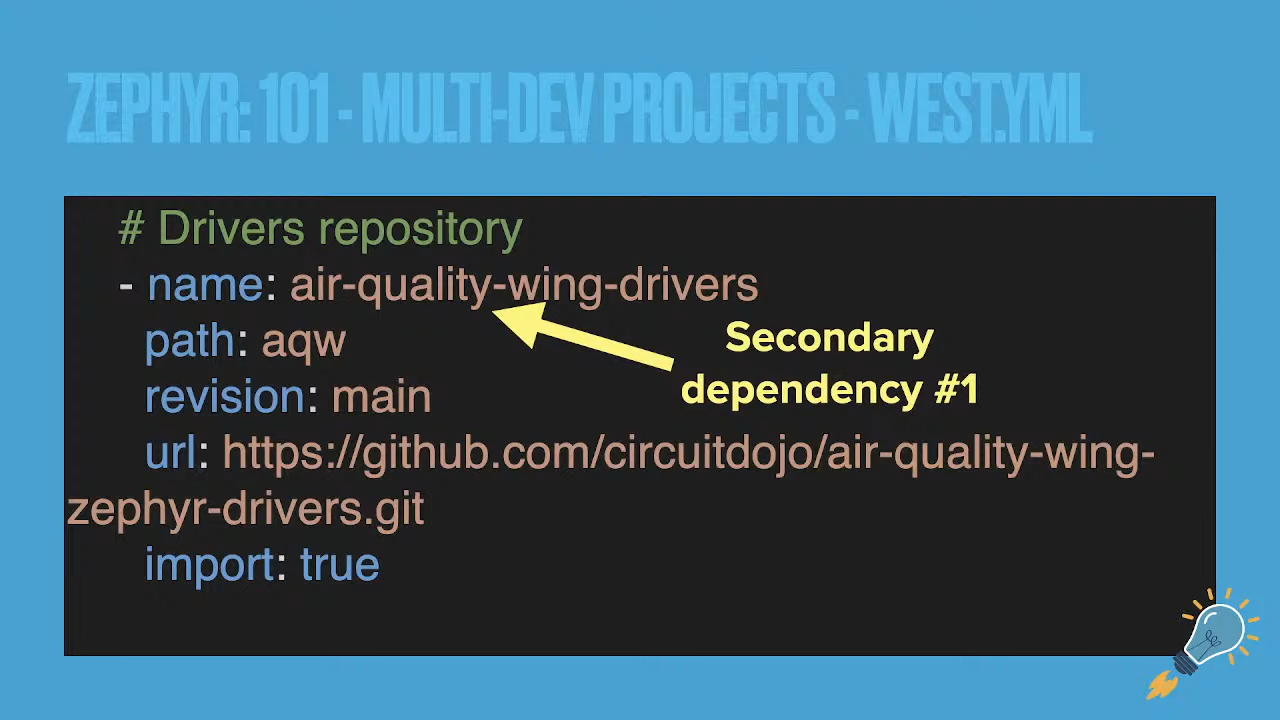 ZEPHYR: 101 - MULTI-DEV PROJECTS - WEST.YML
# Drivers repository
- name: air-quality-wing-drivers
path: aqw
Secondary
dependency #1
revision: main
url: https://github.com/circuitdojo/air-quality-wing-
zephyr-drivers.git
import: true